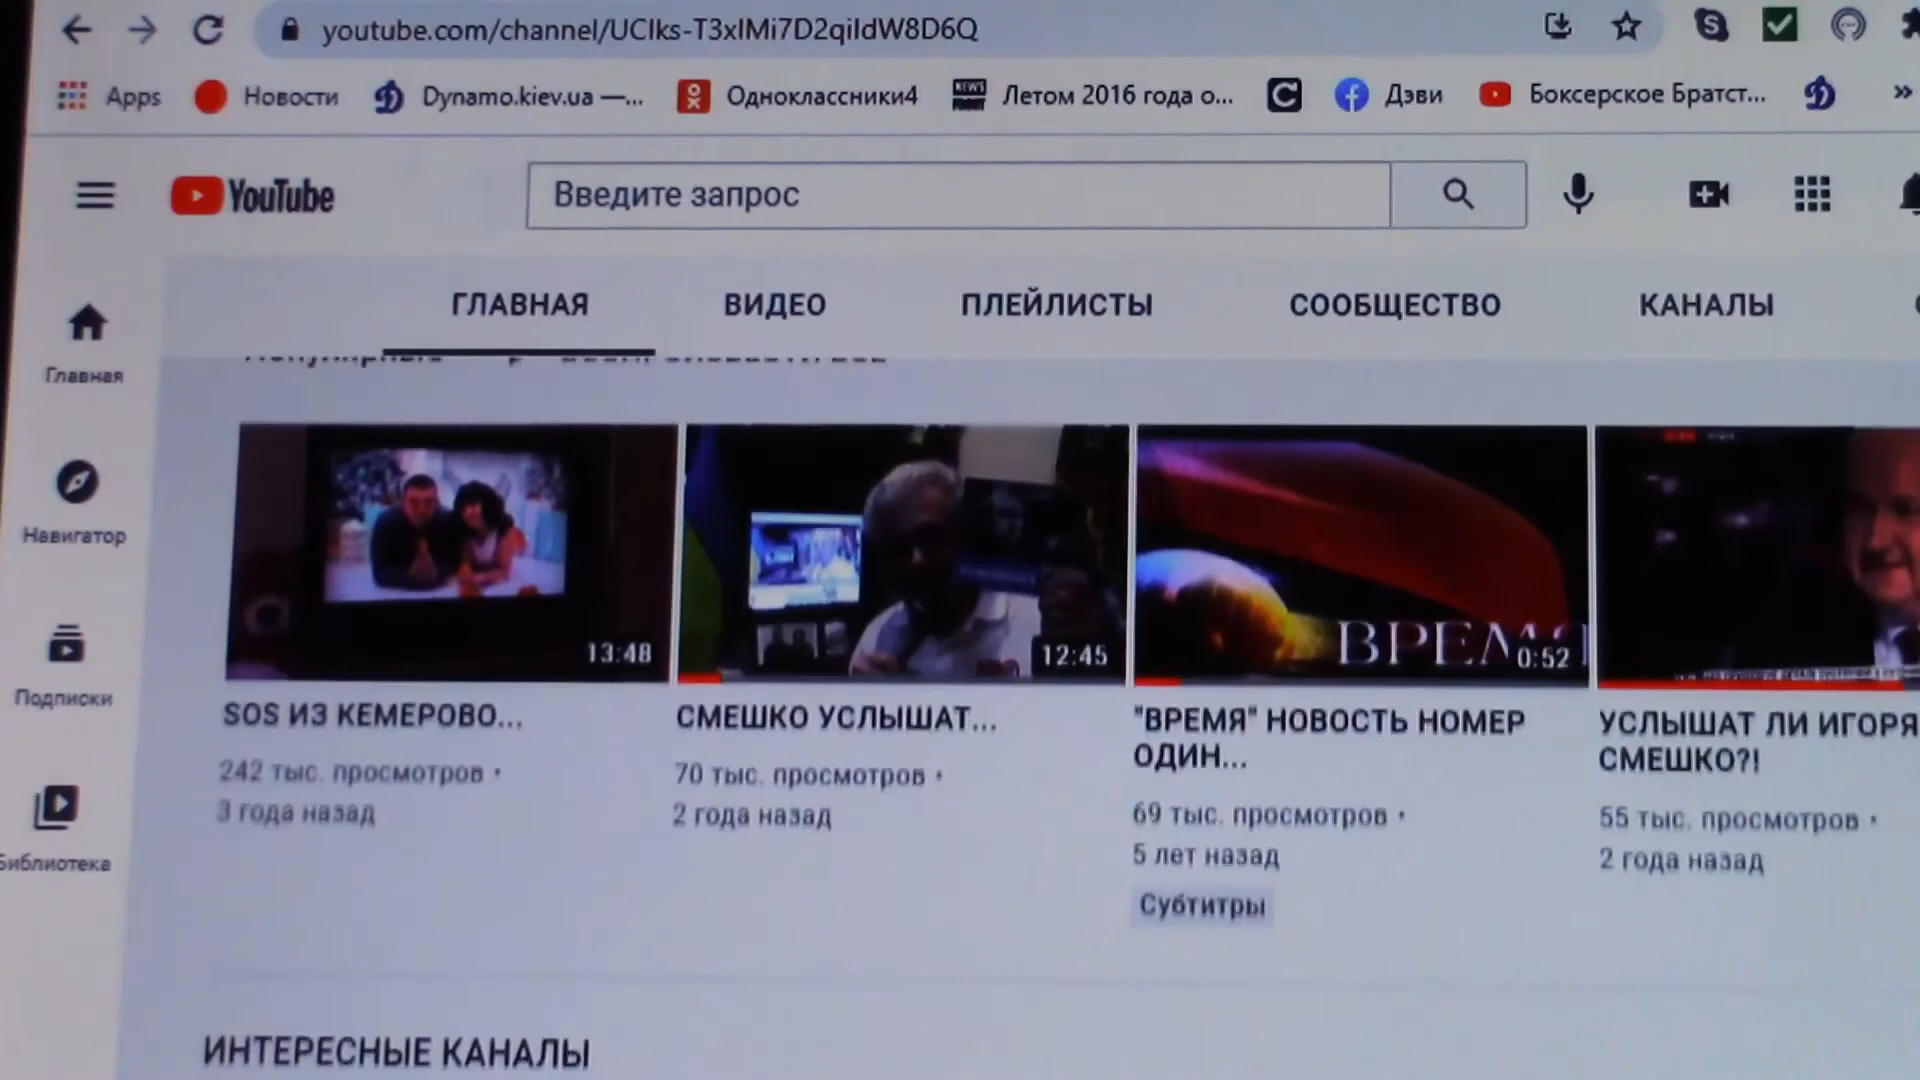 youtube.com/channel/UClks-T3xlMi7D2qildW8D6Q
Apps Новости Dynamo.kiev.ua —... Одноклассники4 NEWS Летом 2016 года о... Дэви Боксерское Братст... »
YouTube Введите запрос
ГЛАВНАЯ ВИДЕО ПЛЕЙЛИСТЫ СООБЩЕСТВО КАНАЛЫ
Главная
Навигатор
Подписки
Библиотека
13:48 12:45 ВРЕМЯ 0:52
SOS ИЗ КЕМЕРОВО...
242 тыс. просмотров •
3 года назад
СМЕШКО УСЛЫШАТ...
70 тыс. просмотров •
2 года назад
"ВРЕМЯ" НОВОСТЬ НОМЕР
ОДИН...
69 тыс. просмотров •
5 лет назад
Субтитры
УСЛЫШАТ ЛИ ИГОРЯ
СМЕШКО?!
55 тыс. просмотров •
2 года назад
ИНТЕРЕСНЫЕ КАНАЛЫ